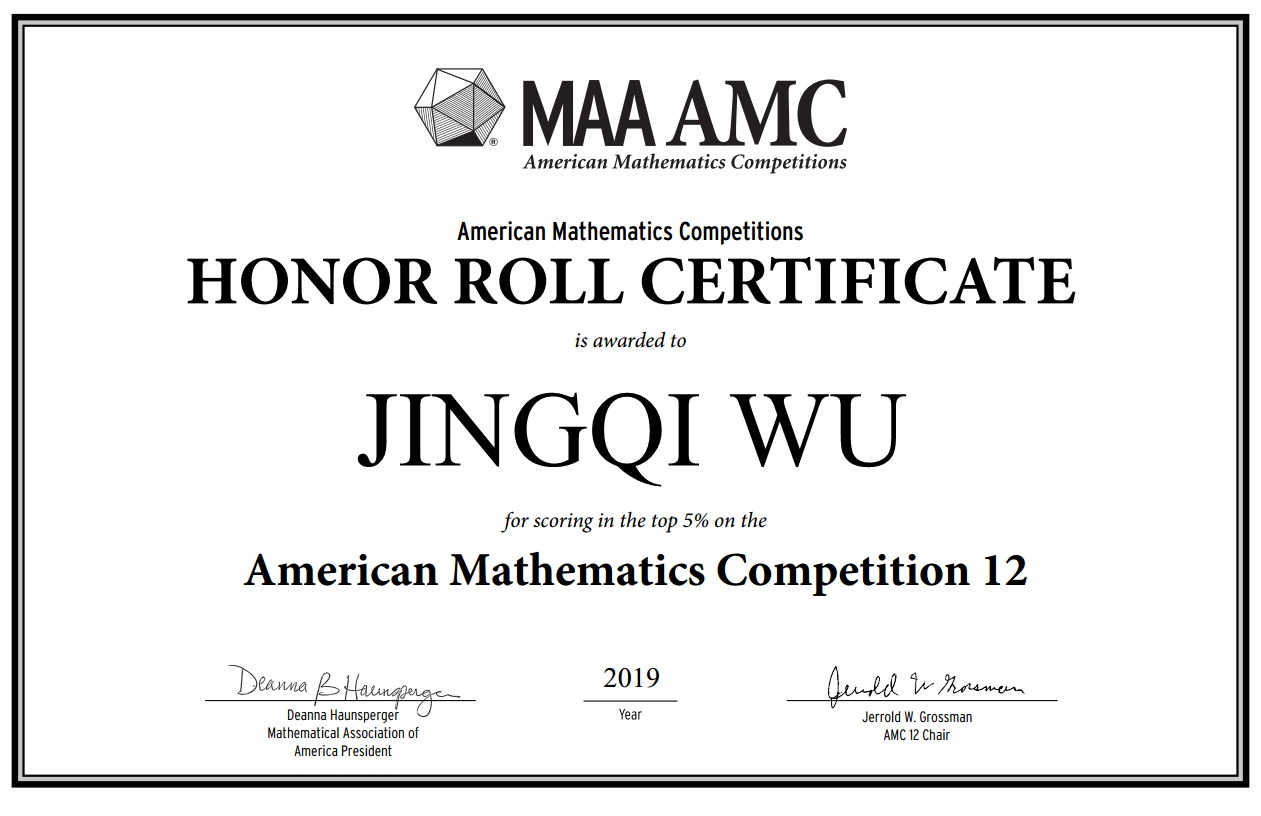 MAA AMC
American Mathematics Competitions
American Mathematics Competitions
HONOR ROLL CERTIFICATE
is awarded to
JINGQI WU
for scoring in the top 5% on the
American Mathematics Competition 12
Deanna B Haunsperger
2019
Jerrold W Grossman
Deanna Haunsperger
Mathematical Association of
America President
Year
Jerrold W. Grossman
AMC 12 Chair